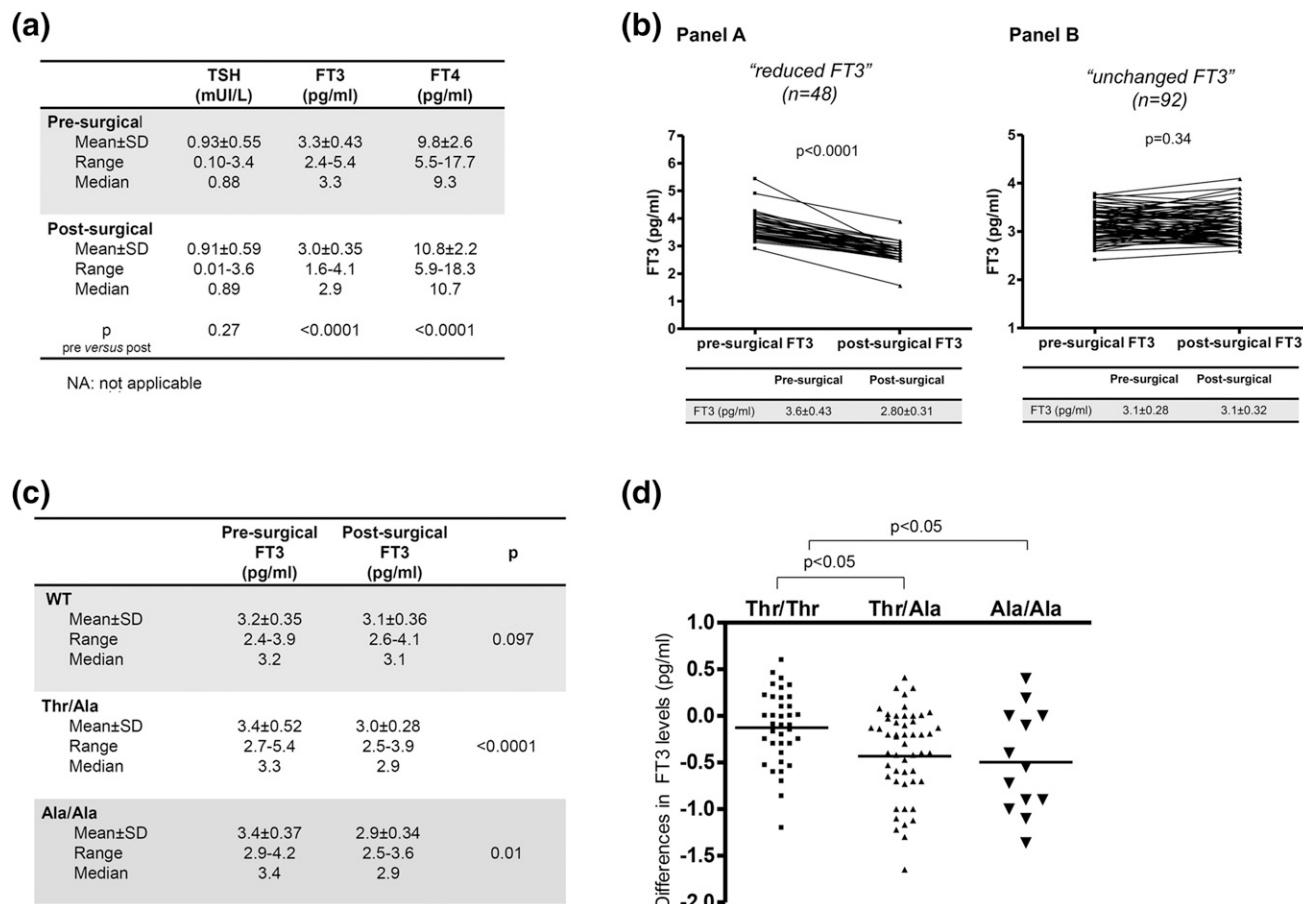 (a)
TSH FT3 FT4
(mUI/L) (pg/ml) (pg/ml)
Pre-surgical
Mean±SD 0.93±0.55 3.3±0.43 9.8±2.6
Range 0.10-3.4 2.4-5.4 5.5-17.7
Median 0.88 3.3 9.3
Post-surgical
Mean±SD 0.91±0.59 3.0±0.35 10.8±2.2
Range 0.01-3.6 1.6-4.1 5.9-18.3
Median 0.89 2.9 10.7
p 0.27 <0.0001 <0.0001
pre versus post
NA: not applicable
(b)
Panel A
"reduced FT3"
(n=48)
p<0.0001
7
6
5
4
3
2
1
0
FT3 (pg/ml)
pre-surgical FT3 post-surgical FT3
Pre-surgical Post-surgical
FT3 (pg/ml) 3.6±0.43 2.80±0.31
Panel B
"unchanged FT3"
(n=92)
p=0.34
5
4
3
2
1
FT3 (pg/ml)
pre-surgical FT3 post-surgical FT3
Pre-surgical Post-surgical
FT3 (pg/ml) 3.1±0.28 3.1±0.32
(c)
Pre-surgical Post-surgical
FT3 FT3 p
(pg/ml) (pg/ml)
WT
Mean±SD 3.2±0.35 3.1±0.36
Range 2.4-3.9 2.6-4.1 0.097
Median 3.2 3.1
Thr/Ala
Mean±SD 3.4±0.52 3.0±0.28
Range 2.7-5.4 2.5-3.9 <0.0001
Median 3.3 2.9
Ala/Ala
Mean±SD 3.4±0.37 2.9±0.34
Range 2.9-4.2 2.5-3.6 0.01
Median 3.4 2.9
(d)
p<0.05
p<0.05
Thr/Thr Thr/Ala Ala/Ala
1.0
0.5
0.0
-0.5
-1.0
-1.5
-2.0
Differences in FT3 levels (pg/ml)